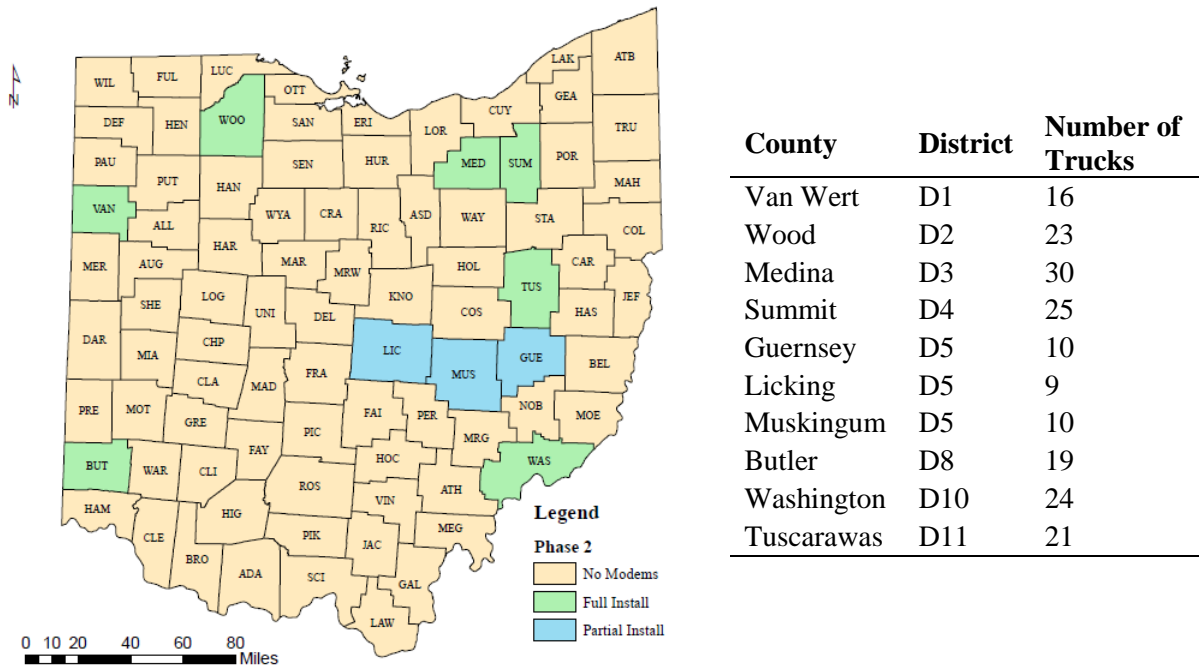 LAK
ATB
WIL
FUL
LUC
OTT
GEA
CUY
DEF
HEN
WOO
SAN
ERI
LOR
TRU
PAU
SEN
HUR
MED
SUM
POR
PUT
HAN
MAH
VAN
WYA
CRA
ASD
WAY
STA
ALL
RIC
COL
HAR
MER
AUG
MAR
MRW
HOL
CAR
TUS
JEF
SHE
LOG
UNI
DEL
KNO
COS
HAS
DAR
MIA
CHP
LIC
MUS
GUE
BEL
CLA
MAD
FRA
PRE
MOT
GRE
FAI
PER
NOB
MOE
FAY
PIC
MRG
BUT
WAR
CLI
HOC
WAS
ROS
ATH
HAM
HIG
VIN
CLE
PIK
JAC
MEG
BRO
ADA
SCI
GAL
LAW
N
Legend
Phase 2
No Modems
Full Install
Partial Install
0 10 20 40 60 80
Miles
County District Number of
Trucks
Van Wert D1 16
Wood D2 23
Medina D3 30
Summit D4 25
Guernsey D5 10
Licking D5 9
Muskingum D5 10
Butler D8 19
Washington D10 24
Tuscarawas D11 21